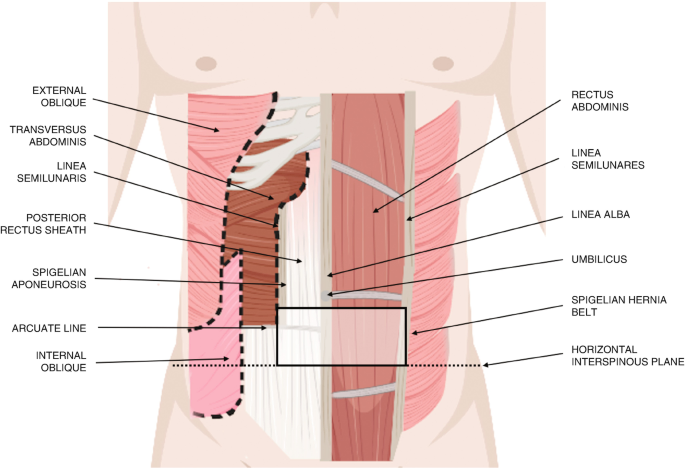 EXTERNAL
OBLIQUE
TRANSVERSUS
ABDOMINIS
LINEA
SEMILUNARIS
POSTERIOR
RECTUS SHEATH
SPIGELIAN
APONEUROSIS
ARCUATE LINE
INTERNAL
OBLIQUE
RECTUS
ABDOMINIS
LINEA
SEMILUNARES
LINEA ALBA
UMBILICUS
SPIGELIAN HERNIA
BELT
HORIZONTAL
INTERSPINOUS PLANE